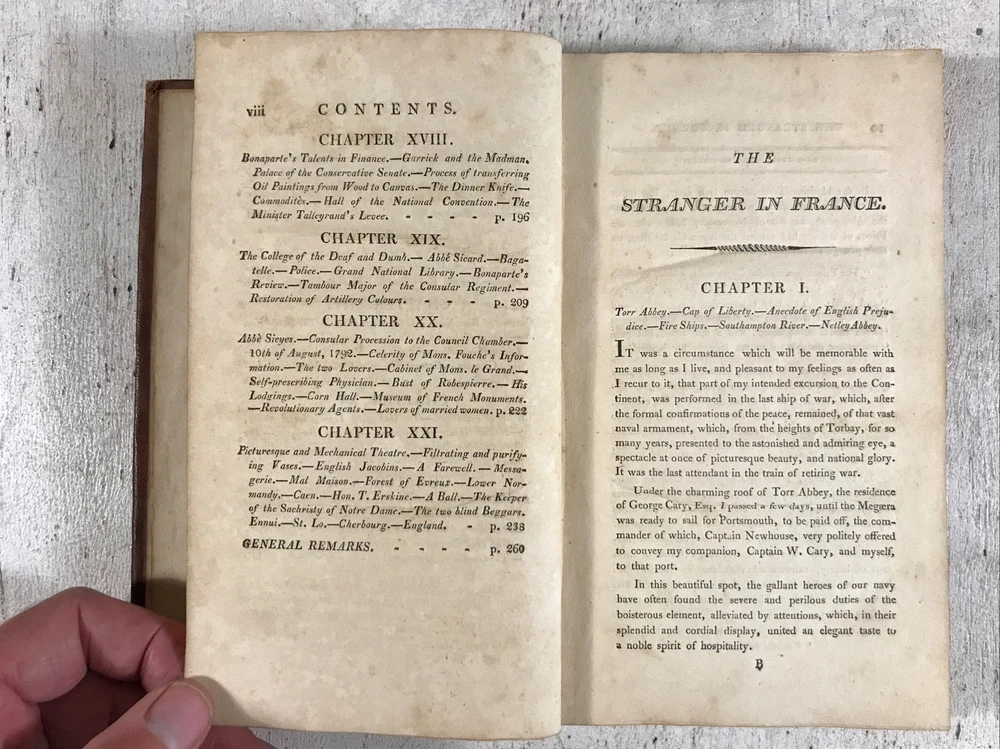 viii CONTENTS.
CHAPTER XVIII.
Bonaparte's Talents in Finance.—Garrick and the Madman.
Palace of the Conservative Senate.—Process of transferring
Oil Paintings from Wood to Canvas.—The Dinner Knife.—
Commodités.—Hall of the National Convention.—The
Minister Talleyrand's Levee. - - - - p. 196
CHAPTER XIX.
The College of the Deaf and Dumb.—Abbé Sicard.—Baga-
telle.—Police.—Grand National Library.—Bonaparte's
Review.—Tambour Major of the Consular Regiment.—
Restoration of Artillery Colours. - - - p. 209
CHAPTER XX.
Abbè Sieyes.—Consular Procession to the Council Chamber.—
10th of August, 1792.—Celerity of Mons. Fouche's Infor-
mation.—The two Lovers.—Cabinet of Mons. le Grand.—
Self-prescribing Physician.—Bust of Robespierre.—His
Lodgings.—Corn Hall.—Museum of French Monuments.
—Revolutionary Agents.—Lovers of married women. p. 222
CHAPTER XXI.
Picturesque and Mechanical Theatre.—Filtrating and purify-
ing Vases.—English Jacobins.—A Farewell.—Messa-
gerie.—Mal Maison.—Forest of Evreux.—Lower Nor-
mandy.—Caen.—Hon. T. Erskine.—A Ball.—The Keeper
of the Sachristy of Notre Dame.—The two blind Beggars.
Ennui.—St. Lo.—Cherbourg.—England. - p. 238
GENERAL REMARKS. - - - - p. 260
THE
STRANGER IN FRANCE.
CHAPTER I.
Torr Abbey.—Cap of Liberty.—Anecdote of English Preju-
dice.—Fire Ships.—Southampton River.—Netley Abbey.
IT was a circumstance which will be memorable with
me as long as I live, and pleasant to my feelings as often as
I recur to it, that part of my intended excursion to the Con-
tinent, was performed in the last ship of war, which, after
the formal confirmations of the peace, remained, of that vast
naval armament, which, from the heights of Torbay, for so
many years, presented to the astonished and admiring eye, a
spectacle at once of picturesque beauty, and national glory.
It was the last attendant in the train of retiring war.
Under the charming roof of Torr Abbey, the residence
of George Cary, Esq. I passed a few days, until the Megæra
was ready to sail for Portsmouth, to be paid off, the com-
mander of which, Captain Newhouse, very politely offered
to convey my companion, Captain W. Cary, and myself,
to that port.
In this beautiful spot, the gallant heroes of our navy
have often found the severe and perilous duties of the
boisterous element, alleviated by attentions, which, in their
splendid and cordial display, united an elegant taste to
a noble spirit of hospitality.
B